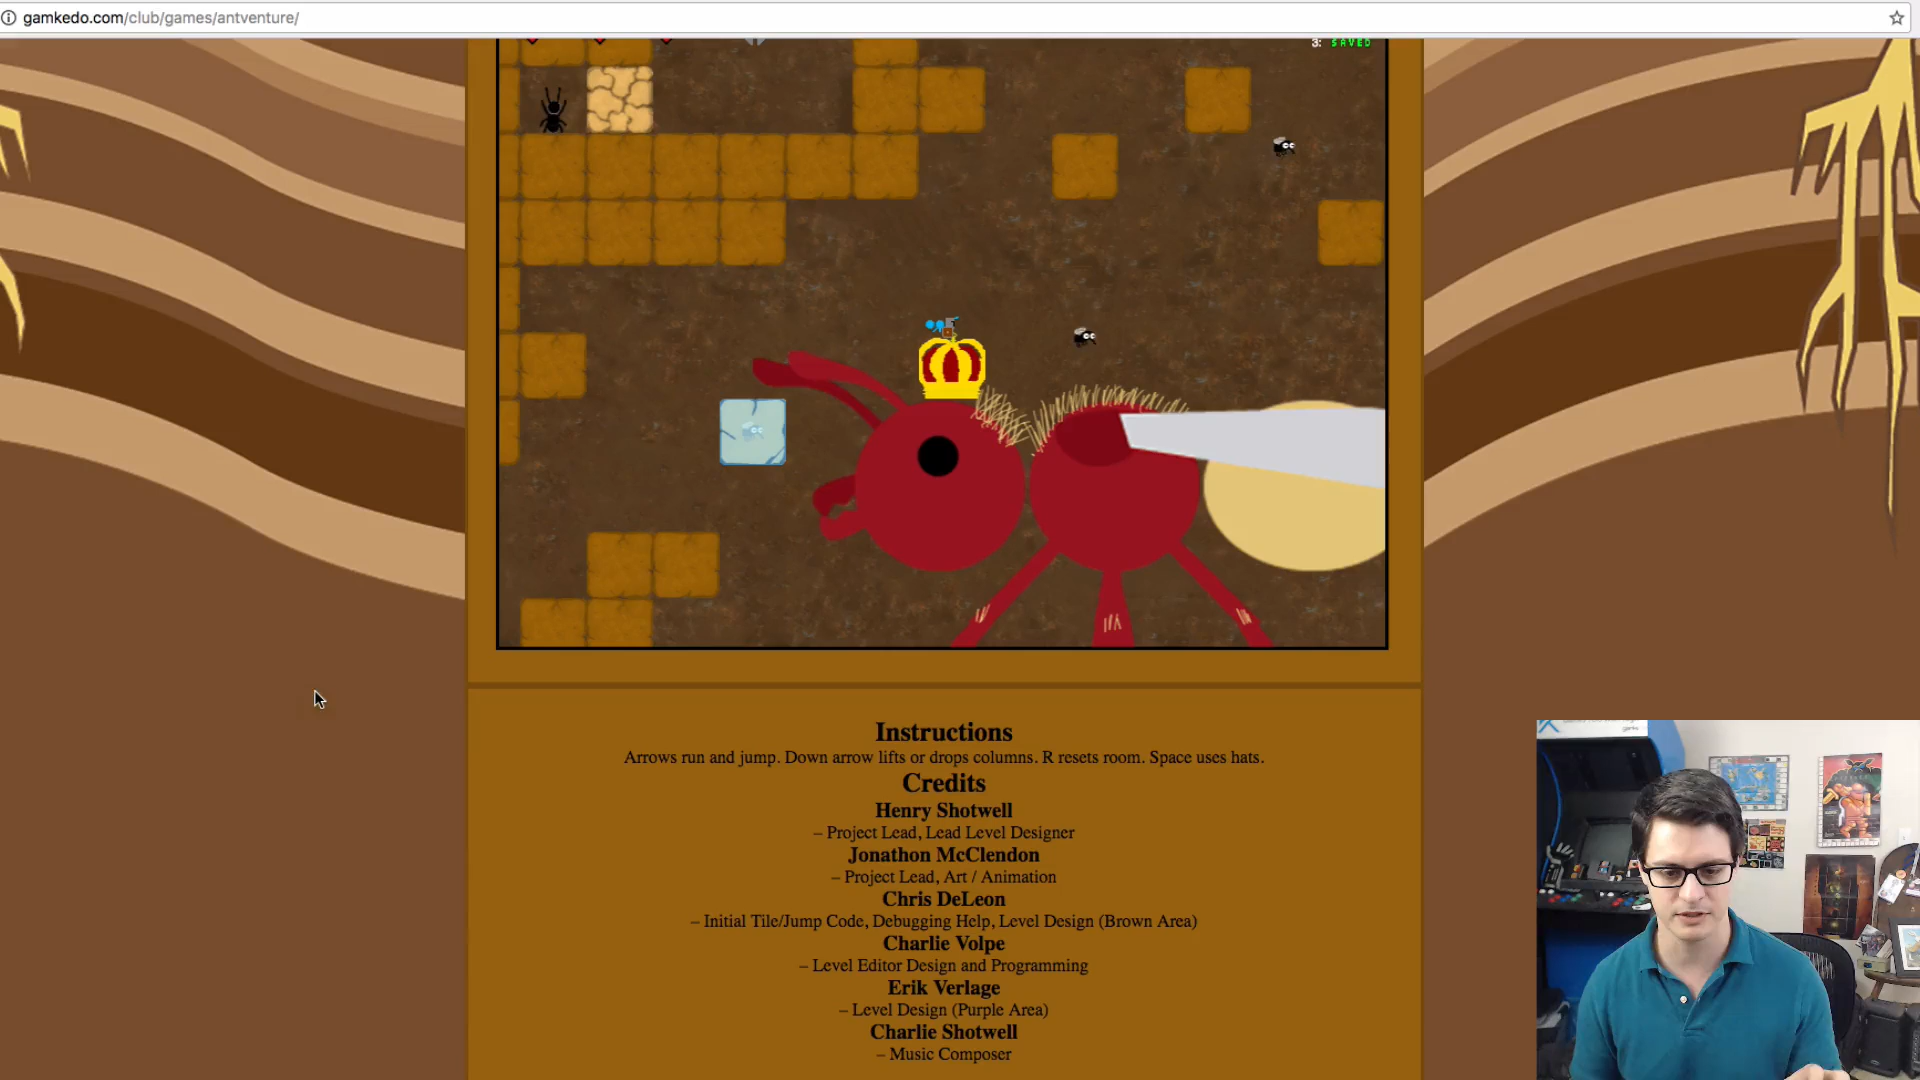 gamkedo.com/club/games/antventure/
3: SAVED
Instructions
Arrows run and jump. Down arrow lifts or drops columns. R resets room. Space uses hats.
Credits
Henry Shotwell
– Project Lead, Lead Level Designer
Jonathon McClendon
– Project Lead, Art / Animation
Chris DeLeon
– Initial Tile/Jump Code, Debugging Help, Level Design (Brown Area)
Charlie Volpe
– Level Editor Design and Programming
Erik Verlage
– Level Design (Purple Area)
Charlie Shotwell
– Music Composer